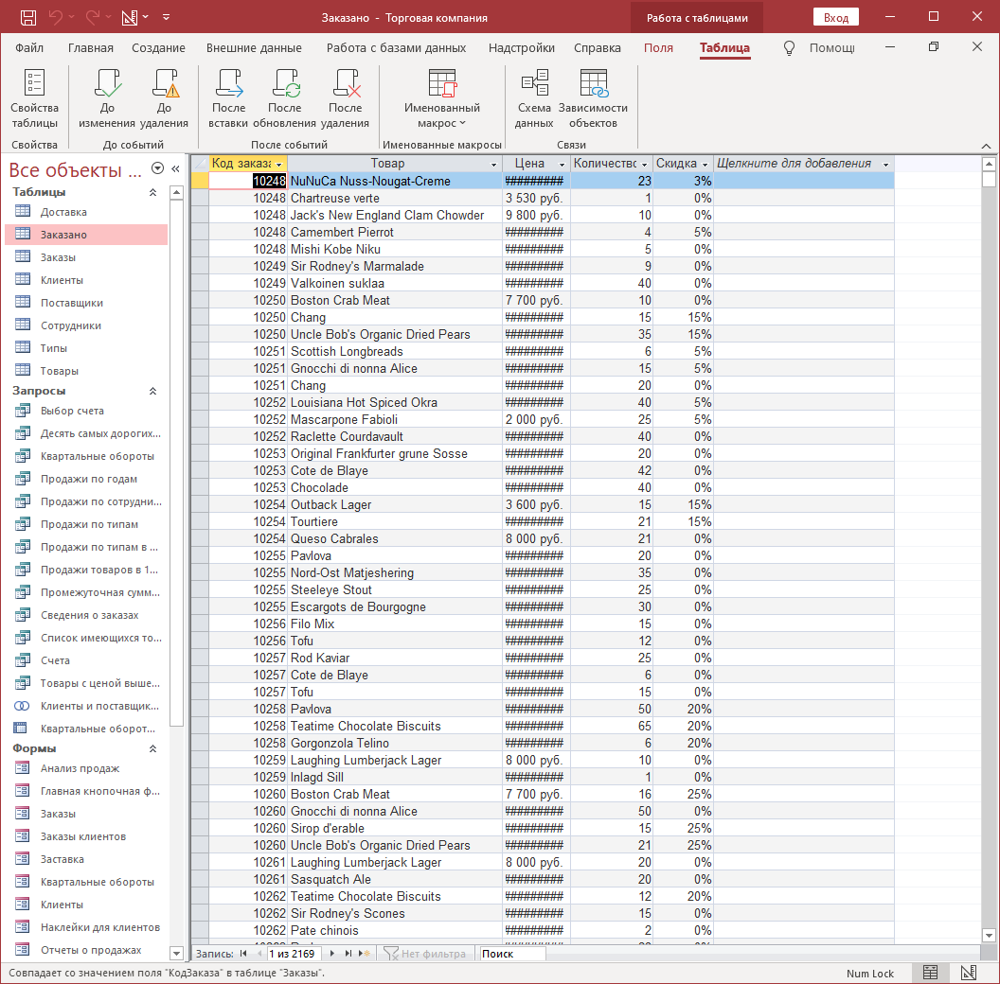 Заказано - Торговая компания
Работа с таблицами
Вход
Файл Главная Создание Внешние данные Работа с базами данных Надстройки Справка Поля Таблица Помощь
Свойства таблицы
До изменения
До удаления
После вставки
После обновления
После удаления
Именованный макрос
Схема данных
Зависимости объектов
Свойства До событий После событий Именованные макросы Связи
Все объекты ...
Таблицы
Доставка
Заказано
Заказы
Клиенты
Поставщики
Сотрудники
Типы
Товары
Запросы
Выбор счета
Десять самых дорогих...
Квартальные обороты
Продажи по годам
Продажи по сотрудни...
Продажи по типам
Продажи по типам в ...
Продажи товаров в 1...
Промежуточная сумм...
Сведения о заказах
Список имеющихся то...
Счета
Товары с ценой выше...
Клиенты и поставщик...
Квартальные оборот...
Формы
Анализ продаж
Главная кнопочная ф...
Заказы
Заказы клиентов
Заставка
Квартальные обороты
Клиенты
Наклейки для клиентов
Отчеты о продажах
Код заказа Товар Цена Количество Скидка Щелкните для добавления
10248 NuNuCa Nuss-Nougat-Creme ######### 23 3%
10248 Chartreuse verte 3 530 руб. 1 0%
10248 Jack's New England Clam Chowder 9 800 руб. 10 0%
10248 Camembert Pierrot ######### 4 5%
10248 Mishi Kobe Niku ######### 5 0%
10249 Sir Rodney's Marmalade ######### 9 0%
10249 Valkoinen suklaa ######### 40 0%
10250 Boston Crab Meat 7 700 руб. 10 0%
10250 Chang ######### 15 15%
10250 Uncle Bob's Organic Dried Pears ######### 35 15%
10251 Scottish Longbreads ######### 6 5%
10251 Gnocchi di nonna Alice ######### 15 5%
10251 Chang ######### 20 0%
10252 Louisiana Hot Spiced Okra ######### 40 5%
10252 Mascarpone Fabioli 2 000 руб. 25 5%
10252 Raclette Courdavault ######### 40 0%
10253 Original Frankfurter grune Sosse ######### 20 0%
10253 Cote de Blaye ######### 42 0%
10253 Chocolade ######### 40 0%
10254 Outback Lager 3 600 руб. 15 15%
10254 Tourtiere ######### 21 15%
10254 Queso Cabrales 8 000 руб. 21 0%
10255 Pavlova ######### 20 0%
10255 Nord-Ost Matjeshering ######### 35 0%
10255 Steeleye Stout ######### 25 0%
10255 Escargots de Bourgogne ######### 30 0%
10256 Filo Mix ######### 15 0%
10256 Tofu ######### 12 0%
10257 Rod Kaviar ######### 25 0%
10257 Cote de Blaye ######### 6 0%
10257 Tofu ######### 15 0%
10258 Pavlova ######### 50 20%
10258 Teatime Chocolate Biscuits ######### 65 20%
10258 Gorgonzola Telino ######### 6 20%
10259 Laughing Lumberjack Lager 8 000 руб. 10 0%
10259 Inlagd Sill ######### 1 0%
10260 Boston Crab Meat 7 700 руб. 16 25%
10260 Gnocchi di nonna Alice ######### 50 0%
10260 Sirop d'erable ######### 15 25%
10260 Uncle Bob's Organic Dried Pears ######### 21 25%
10261 Laughing Lumberjack Lager 8 000 руб. 20 0%
10261 Sasquatch Ale ######### 20 0%
10262 Teatime Chocolate Biscuits ######### 12 20%
10262 Sir Rodney's Scones ######### 15 0%
10262 Pate chinois ######### 2 0%
Запись: 1 из 2169 Нет фильтра Поиск
Совпадает со значением поля "КодЗаказа" в таблице "Заказы". Num Lock